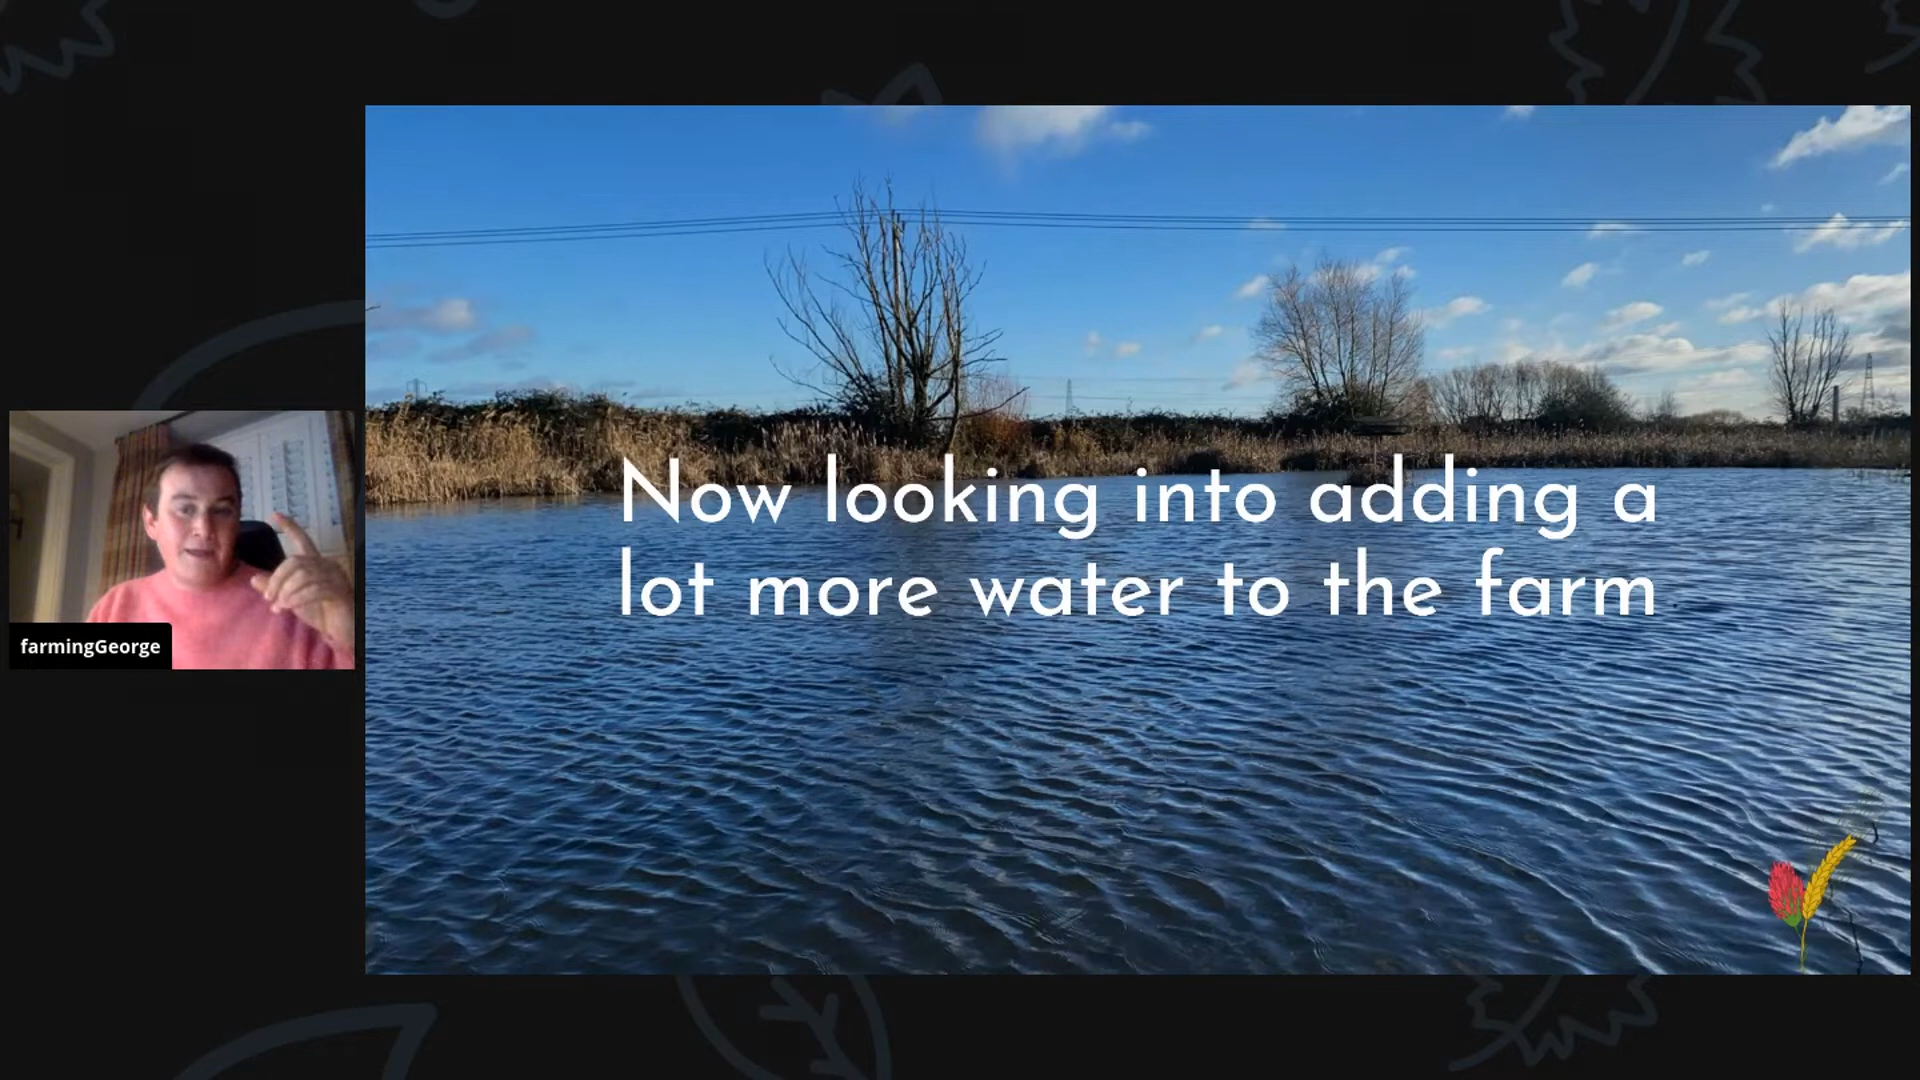 Now looking into adding a
lot more water to the farm
farmingGeorge